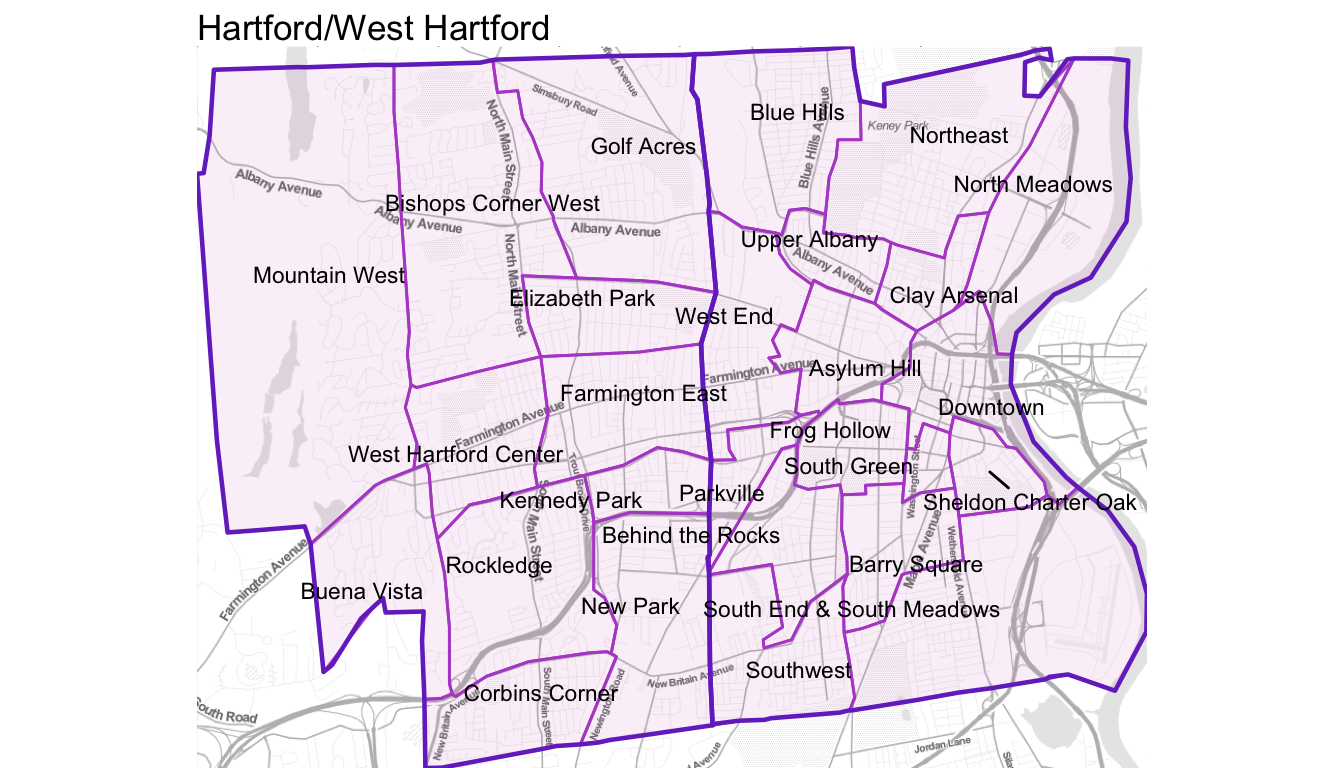 Hartford/West Hartford
Simsbury Road
Blue Hills
Blue Hills Avenue
Keney Park
Northeast
North Main Street
Golf Acres
Albany Avenue
North Meadows
Bishops Corner West
Albany Avenue
Albany Avenue
Upper Albany
Albany Avenue
Mountain West
North Main Street
Elizabeth Park
Clay Arsenal
West End
Farmington Avenue
Asylum Hill
Farmington East
Downtown
Farmington Avenue
Frog Hollow
West Hartford Center
South Green
Washington Street
Trout Brook Drive
Kennedy Park
Parkville
Sheldon Charter Oak
South Main Street
Behind the Rocks
Rockledge
Barry Square
Main Avenue
Farmington Avenue
Buena Vista
New Park
South End & South Meadows
Southwest
New Britain Avenue
Corbins Corner
South Main Street
Newington Road
New Britain Avenue
South Road
Jordan Lane